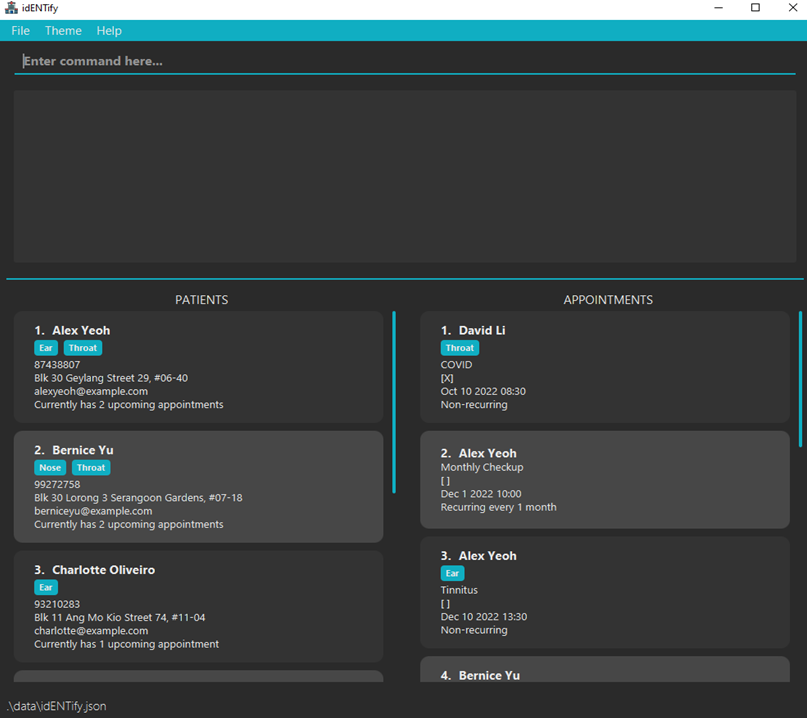 idENTify
File Theme Help
Enter command here...
PATIENTS
1. Alex Yeoh
Ear Throat
87438807
Blk 30 Geylang Street 29, #06-40
alexyeoh@example.com
Currently has 2 upcoming appointments
2. Bernice Yu
Nose Throat
99272758
Blk 30 Lorong 3 Serangoon Gardens, #07-18
berniceyu@example.com
Currently has 2 upcoming appointments
3. Charlotte Oliveiro
Ear
93210283
Blk 11 Ang Mo Kio Street 74, #11-04
charlotte@example.com
Currently has 1 upcoming appointment
APPOINTMENTS
1. David Li
Throat
COVID
[X]
Oct 10 2022 08:30
Non-recurring
2. Alex Yeoh
Monthly Checkup
[ ]
Dec 1 2022 10:00
Recurring every 1 month
3. Alex Yeoh
Ear
Tinnitus
[ ]
Dec 10 2022 13:30
Non-recurring
4. Bernice Yu
.\data\idENTify.json